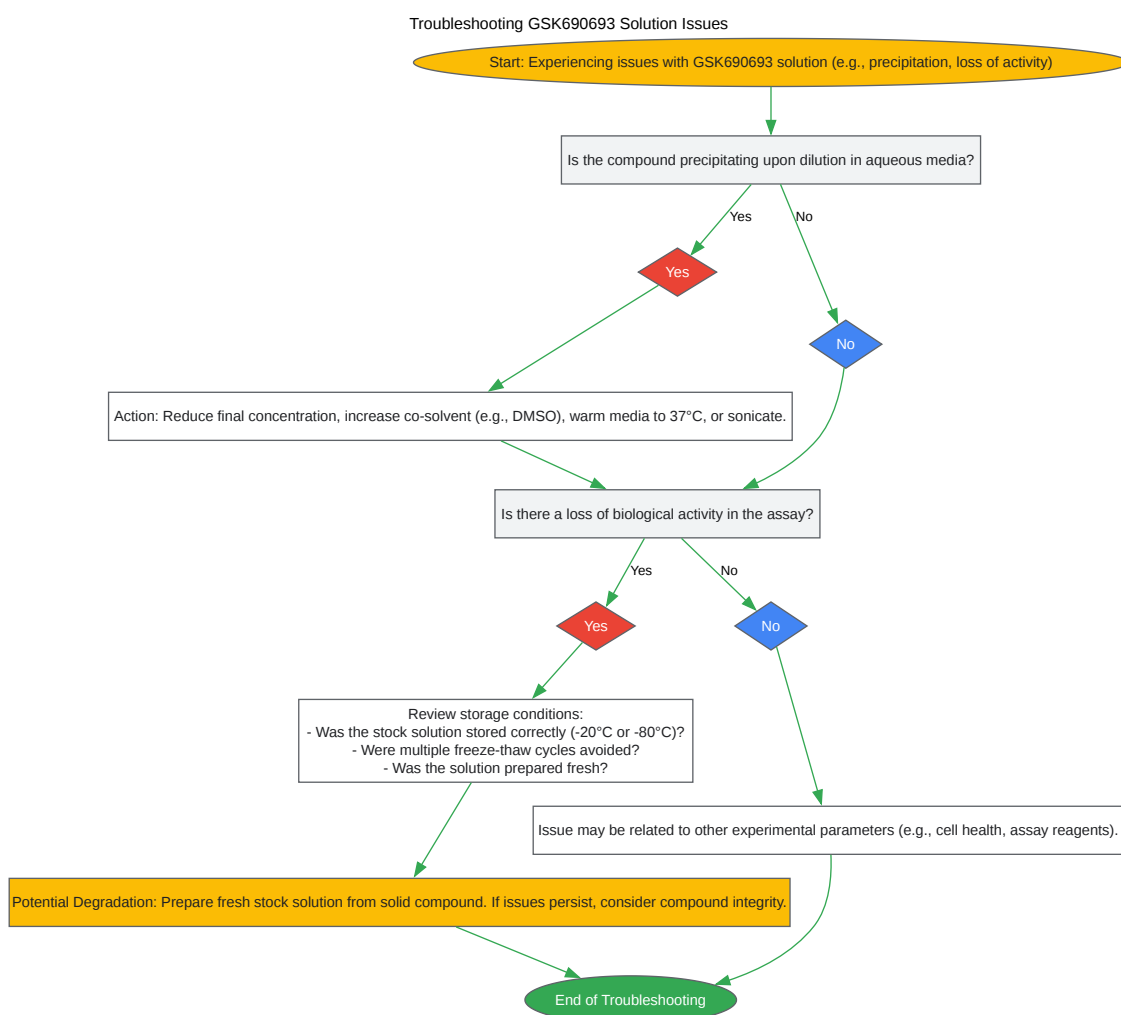 Troubleshooting GSK690693 Solution Issues
Start: Experiencing issues with GSK690693 solution (e.g., precipitation, loss of activity)
Is the compound precipitating upon dilution in aqueous media?
Yes
No
Yes
No
Action: Reduce final concentration, increase co-solvent (e.g., DMSO), warm media to 37°C, or sonicate.
Is there a loss of biological activity in the assay?
Yes
No
Yes
No
Review storage conditions:
- Was the stock solution stored correctly (-20°C or -80°C)?
- Were multiple freeze-thaw cycles avoided?
- Was the solution prepared fresh?
Issue may be related to other experimental parameters (e.g., cell health, assay reagents).
Potential Degradation: Prepare fresh stock solution from solid compound. If issues persist, consider compound integrity.
End of Troubleshooting